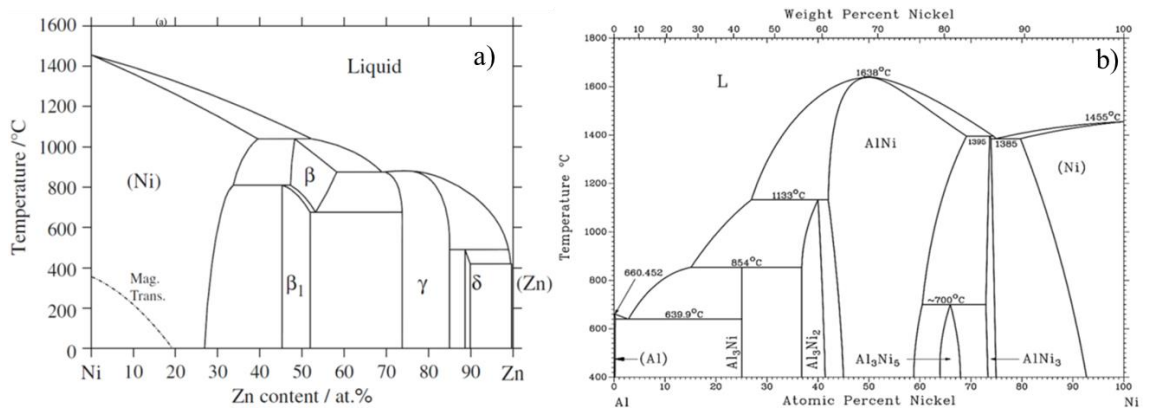 (a)
a)
1600
1400
1200
1000
800
600
400
200
0
Temperature /°C
Liquid
(Ni)
β
β1
γ
δ
(Zn)
Mag.
Trans.
Ni 10 20 30 40 50 60 70 80 90 Zn
Zn content / at.%
Weight Percent Nickel
0 10 20 30 40 50 60 70 80 90 100
b)
1800
1600
1400
1200
1000
800
600
400
Temperature °C
L
1638°C
1455°C
AlNi
1395
1385
(Ni)
1133°C
854°C
660.452
~700°C
639.9°C
(Al)
Al3Ni
Al3Ni2
Al3Ni5
AlNi3
0 10 20 30 40 50 60 70 80 90 100
Al Atomic Percent Nickel Ni